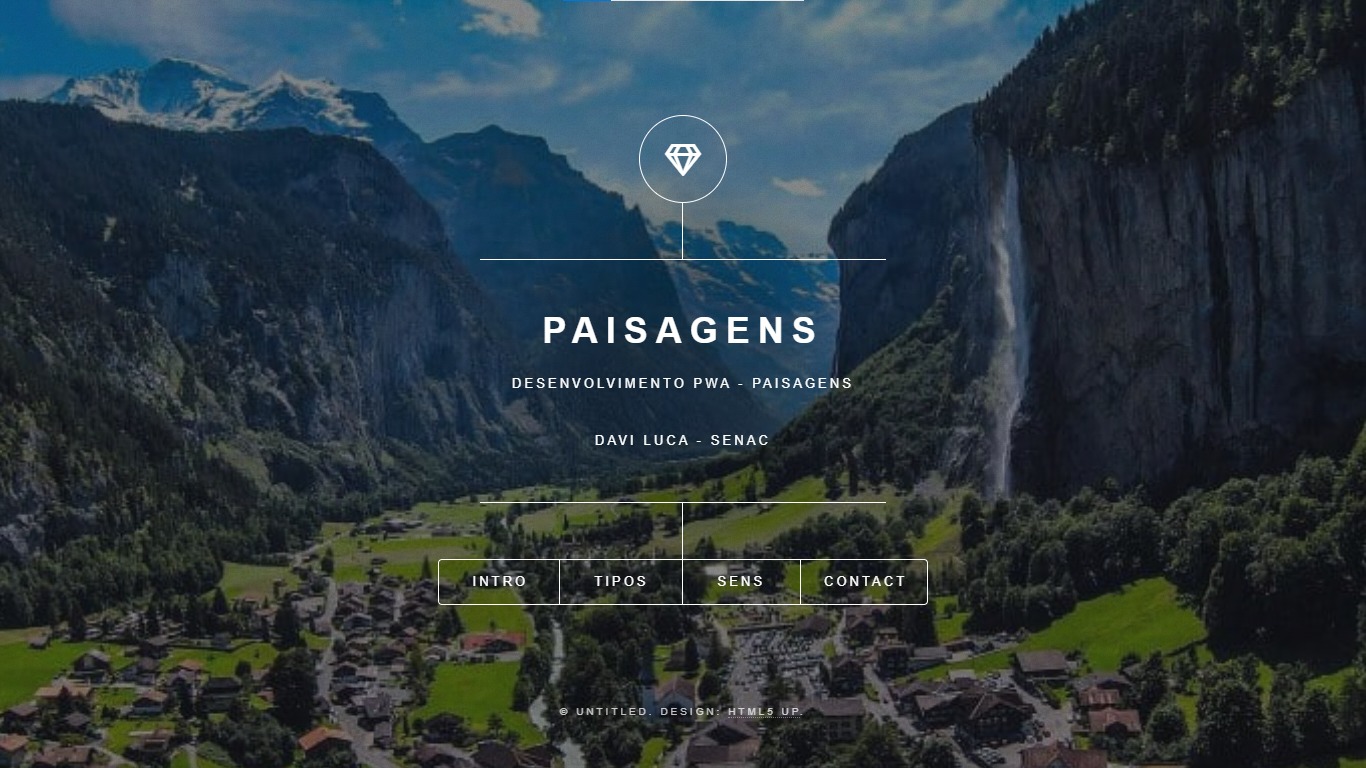 PAISAGENS
DESENVOLVIMENTO PWA - PAISAGENS
DAVI LUCA - SENAC
INTRO TIPOS SENS CONTACT
© UNTITLED. DESIGN: HTML5 UP.